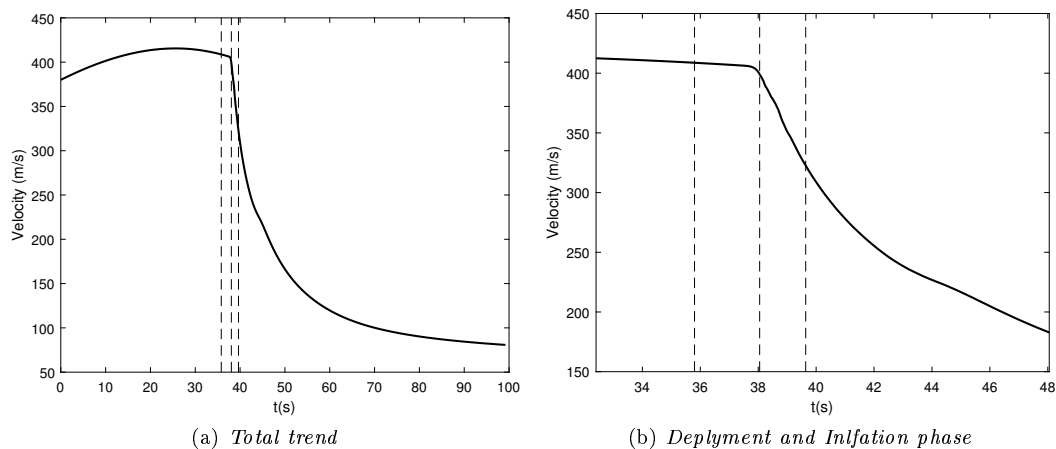 450
400
350
300
250
200
150
100
50
Velocity (m/s)
0 10 20 30 40 50 60 70 80 90 100
t(s)
(a) Total trend
450
400
350
300
250
200
150
Velocity (m/s)
34 36 38 40 42 44 46 48
t(s)
(b) Deplyment and Inlfation phase